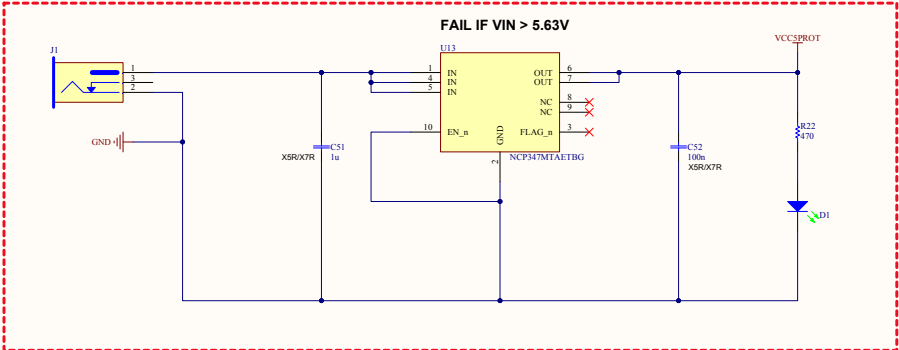 FAIL IF VIN > 5.63V
VCC5PROT
J1
U13
1
3
2
1
4
5
IN
IN
IN
OUT
OUT
6
7
NC
NC
8
9
10
EN_n
FLAG_n
3
GND
2
NCP347MTAETBG
GND
C51
1u
X5R/X7R
C52
100n
X5R/X7R
R22
470
D1